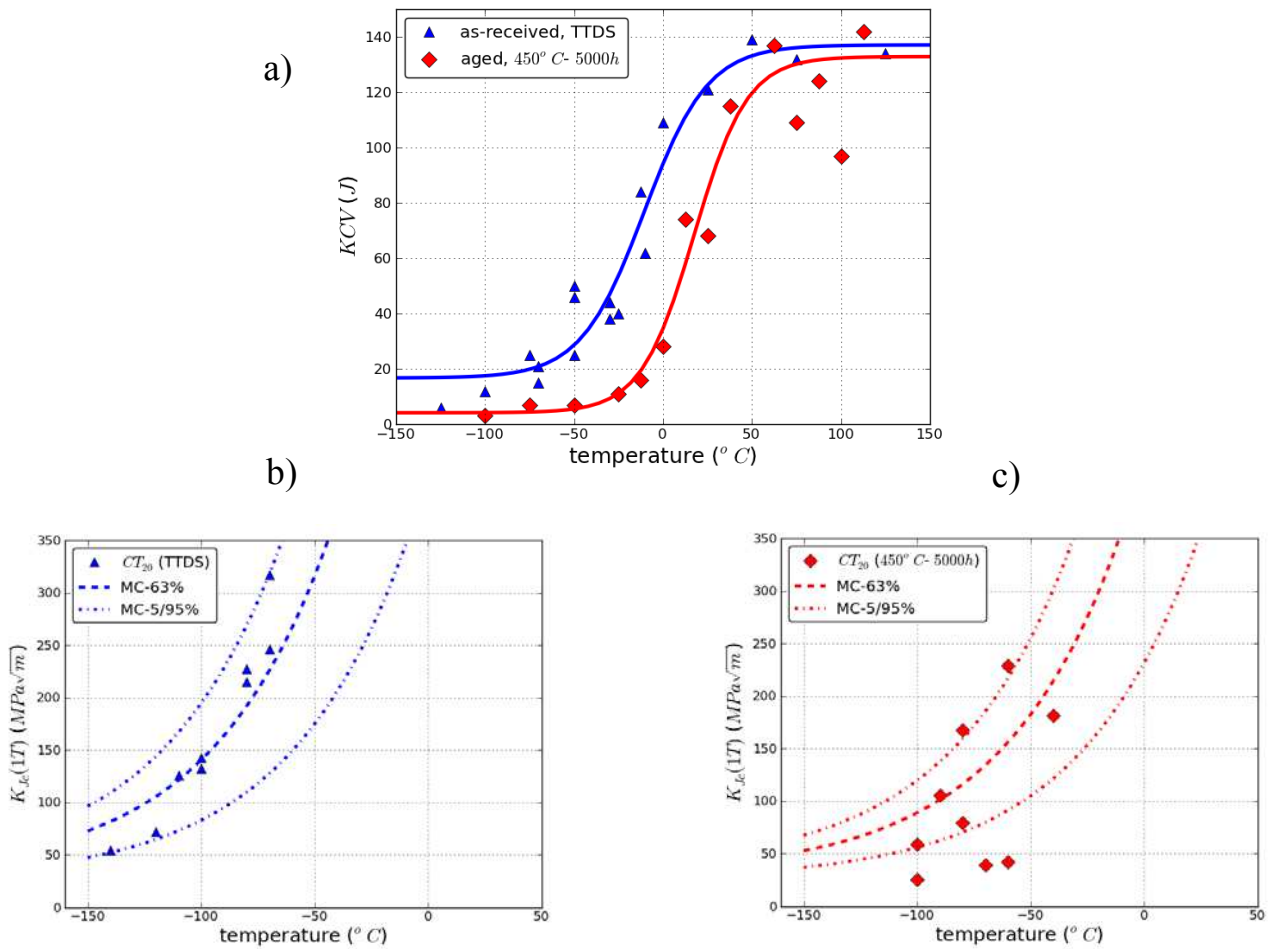 a)
as-received, TTDS
aged, 450° C- 5000h
KCV (J)
140
120
100
80
60
40
20
0
−150 −100 −50 0 50 100 150
temperature (° C)
b)
c)
CT₂₀ (TTDS)
MC-63%
MC-5/95%
K_Jc(1T) (MPa√m)
350
300
250
200
150
100
50
0
−150 −100 −50 0 50
temperature (° C)
CT₂₀ (450° C- 5000h)
MC-63%
MC-5/95%
K_Jc(1T) (MPa√m)
350
300
250
200
150
100
50
0
−150 −100 −50 0 50
temperature (° C)